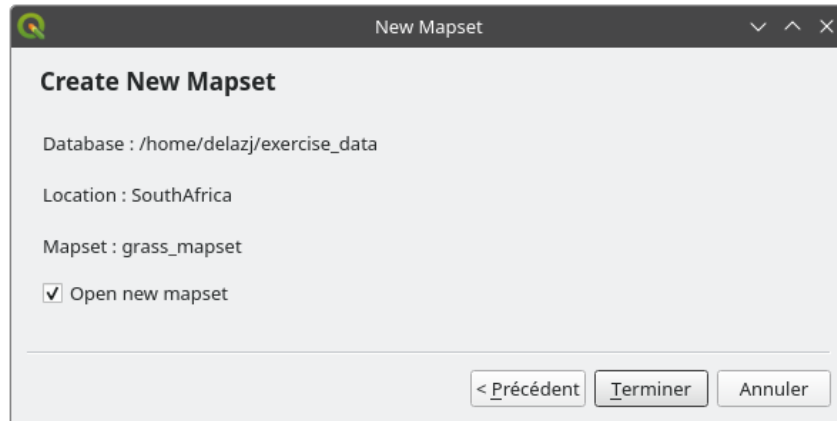 New Mapset
Create New Mapset
Database : /home/delazj/exercise_data
Location : SouthAfrica
Mapset : grass_mapset
Open new mapset
< Précédent Terminer Annuler